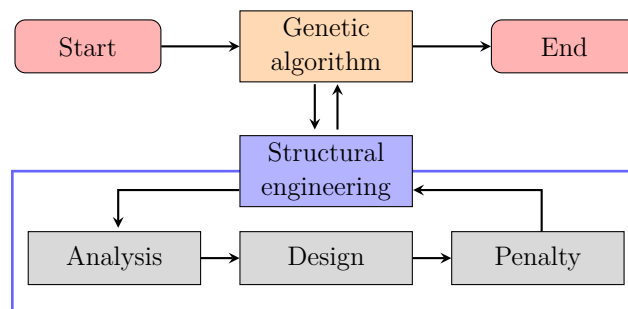 Start
Genetic
algorithm
End
Structural
engineering
Analysis
Design
Penalty